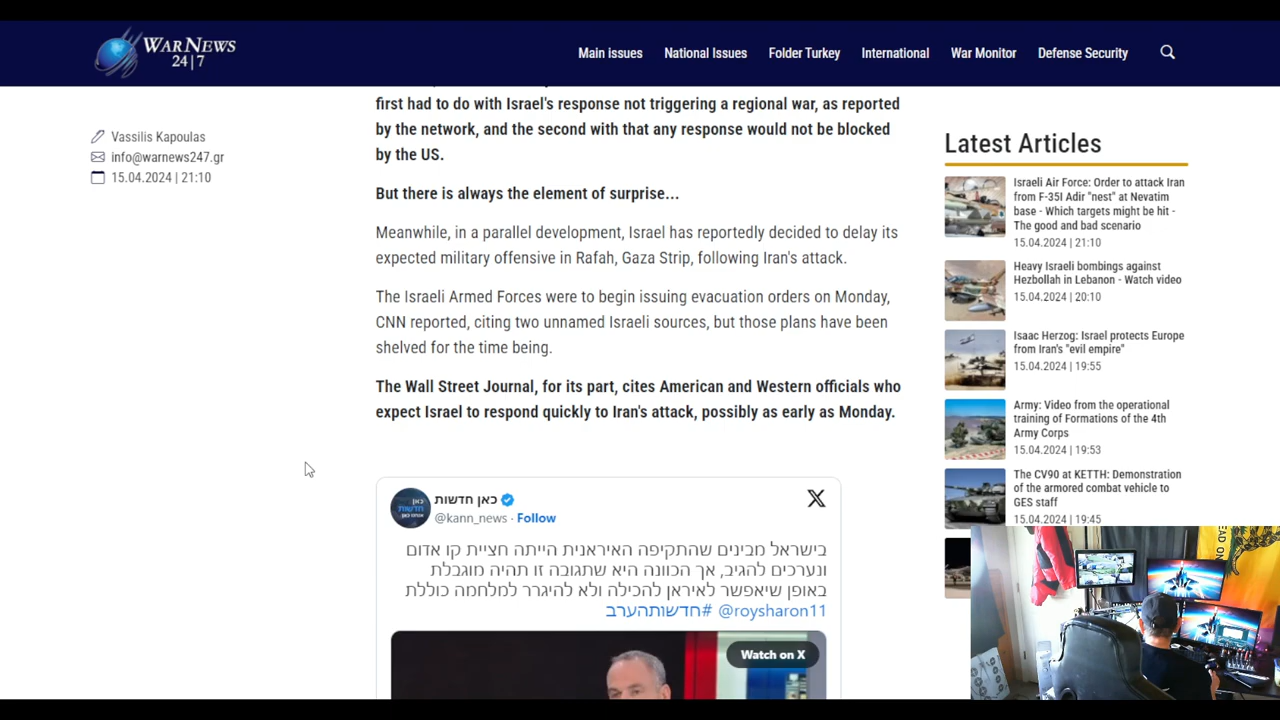 WARNEWS
24|7
Main issues
National Issues
Folder Turkey
International
War Monitor
Defense Security
Vassilis Kapoulas
info@warnews247.gr
15.04.2024 | 21:10
first had to do with Israel's response not triggering a regional war, as reported
by the network, and the second with that any response would not be blocked
by the US.
But there is always the element of surprise...
Meanwhile, in a parallel development, Israel has reportedly decided to delay its
expected military offensive in Rafah, Gaza Strip, following Iran's attack.
The Israeli Armed Forces were to begin issuing evacuation orders on Monday,
CNN reported, citing two unnamed Israeli sources, but those plans have been
shelved for the time being.
The Wall Street Journal, for its part, cites American and Western officials who
expect Israel to respond quickly to Iran's attack, possibly as early as Monday.
כאן חדשות
@kann_news · Follow
בישראל מבינים שהתקיפה האיראנית הייתה חציית קו אדום
ונערכים להגיב, אך הכוונה היא שתגובה זו תהיה מוגבלת
באופן שיאפשר לאיראן להכילה ולא להיגרר למלחמה כוללת
@roysharon11 #חדשותהערב
Watch on X
Latest Articles
Israeli Air Force: Order to attack Iran
from F-35I Adir "nest" at Nevatim
base - Which targets might be hit -
The good and bad scenario
15.04.2024 | 21:10
Heavy Israeli bombings against
Hezbollah in Lebanon - Watch video
15.04.2024 | 20:10
Isaac Herzog: Israel protects Europe
from Iran's "evil empire"
15.04.2024 | 19:55
Army: Video from the operational
training of Formations of the 4th
Army Corps
15.04.2024 | 19:53
The CV90 at KETTH: Demonstration
of the armored combat vehicle to
GES staff
15.04.2024 | 19:45